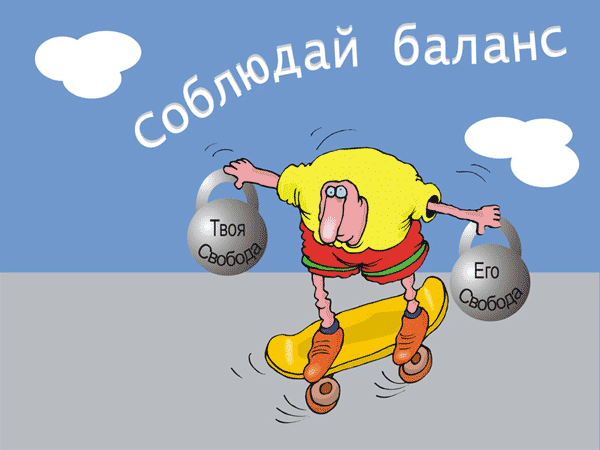 Соблюдай баланс
Твоя
Свобода
Его
Свобода